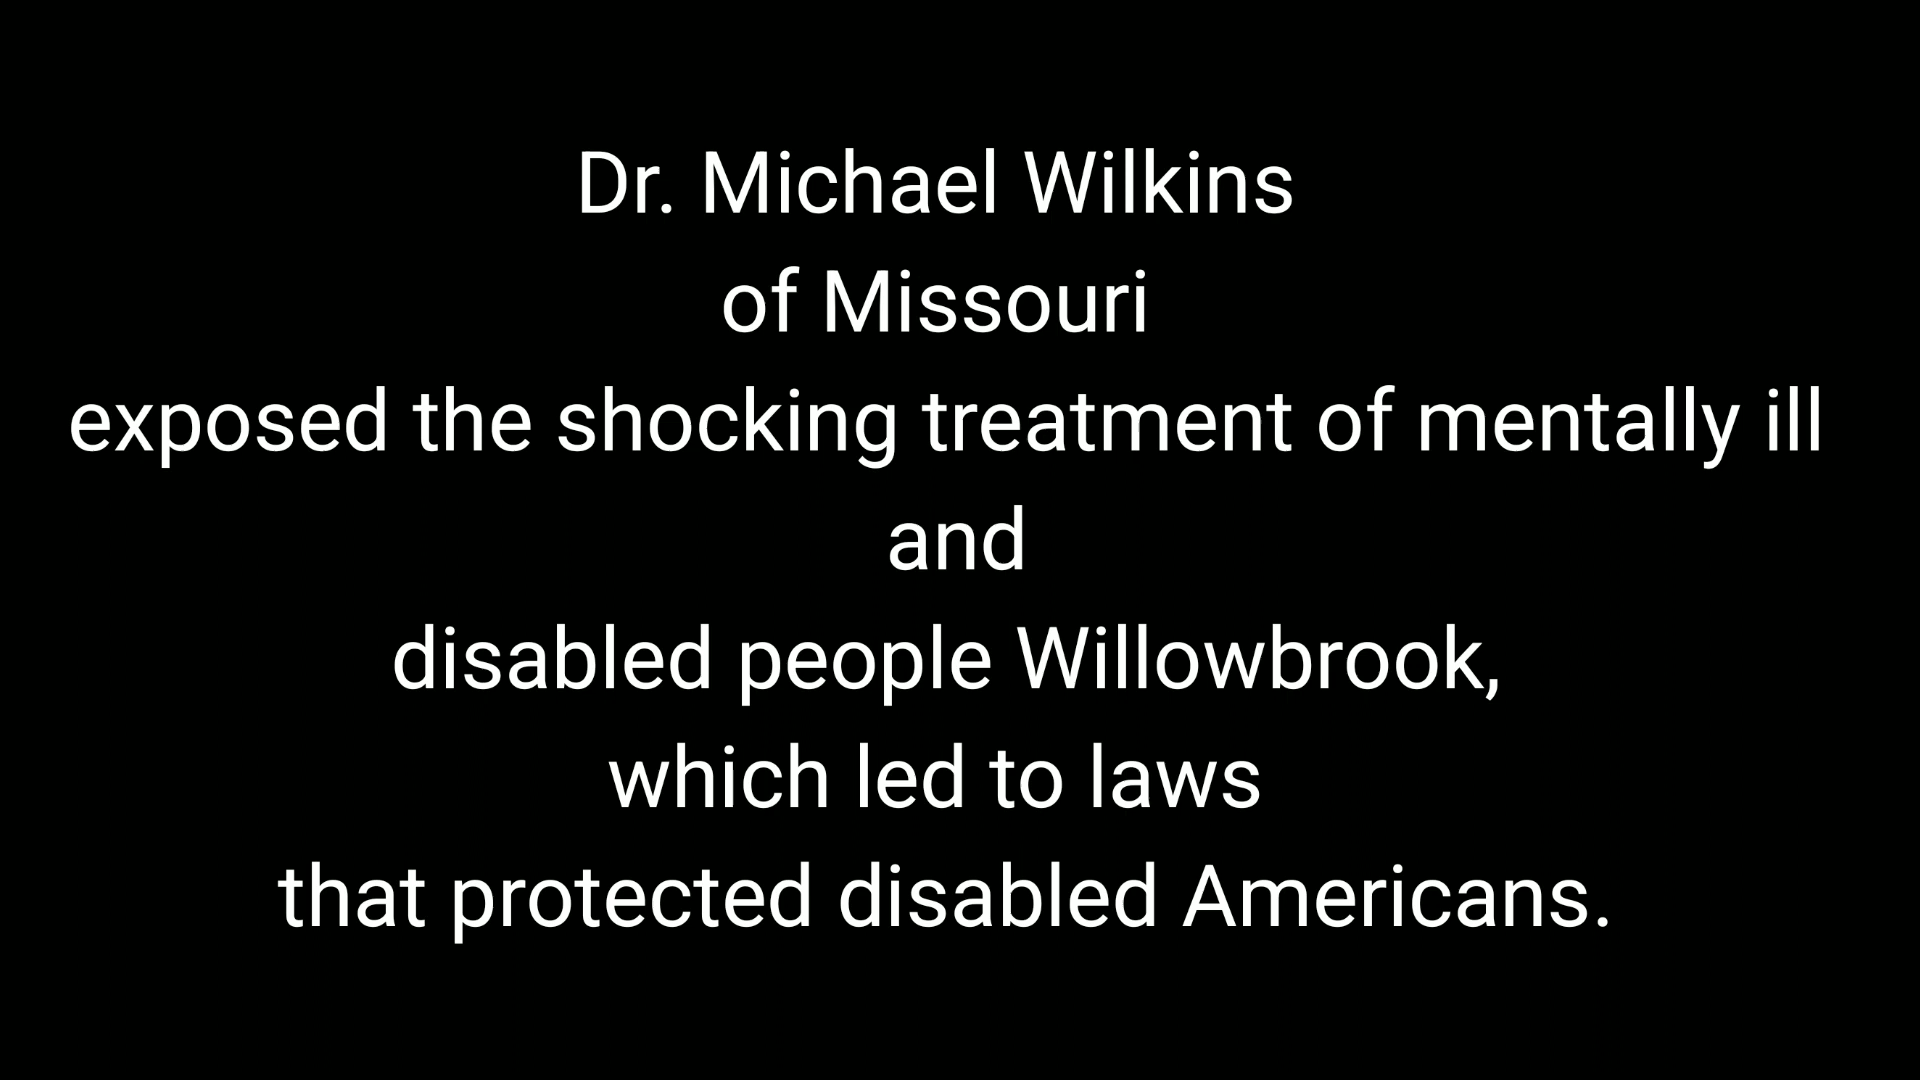 Dr. Michael Wilkins
of Missouri
exposed the shocking treatment of mentally ill
and
disabled people Willowbrook,
which led to laws
that protected disabled Americans.